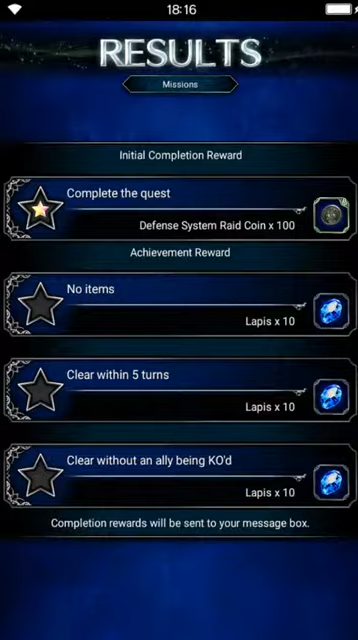 18:16
RESULTS
Missions
Initial Completion Reward
Complete the quest
Defense System Raid Coin x 100
Achievement Reward
No items
Lapis x 10
Clear within 5 turns
Lapis x 10
Clear without an ally being KO'd
Lapis x 10
Completion rewards will be sent to your message box.